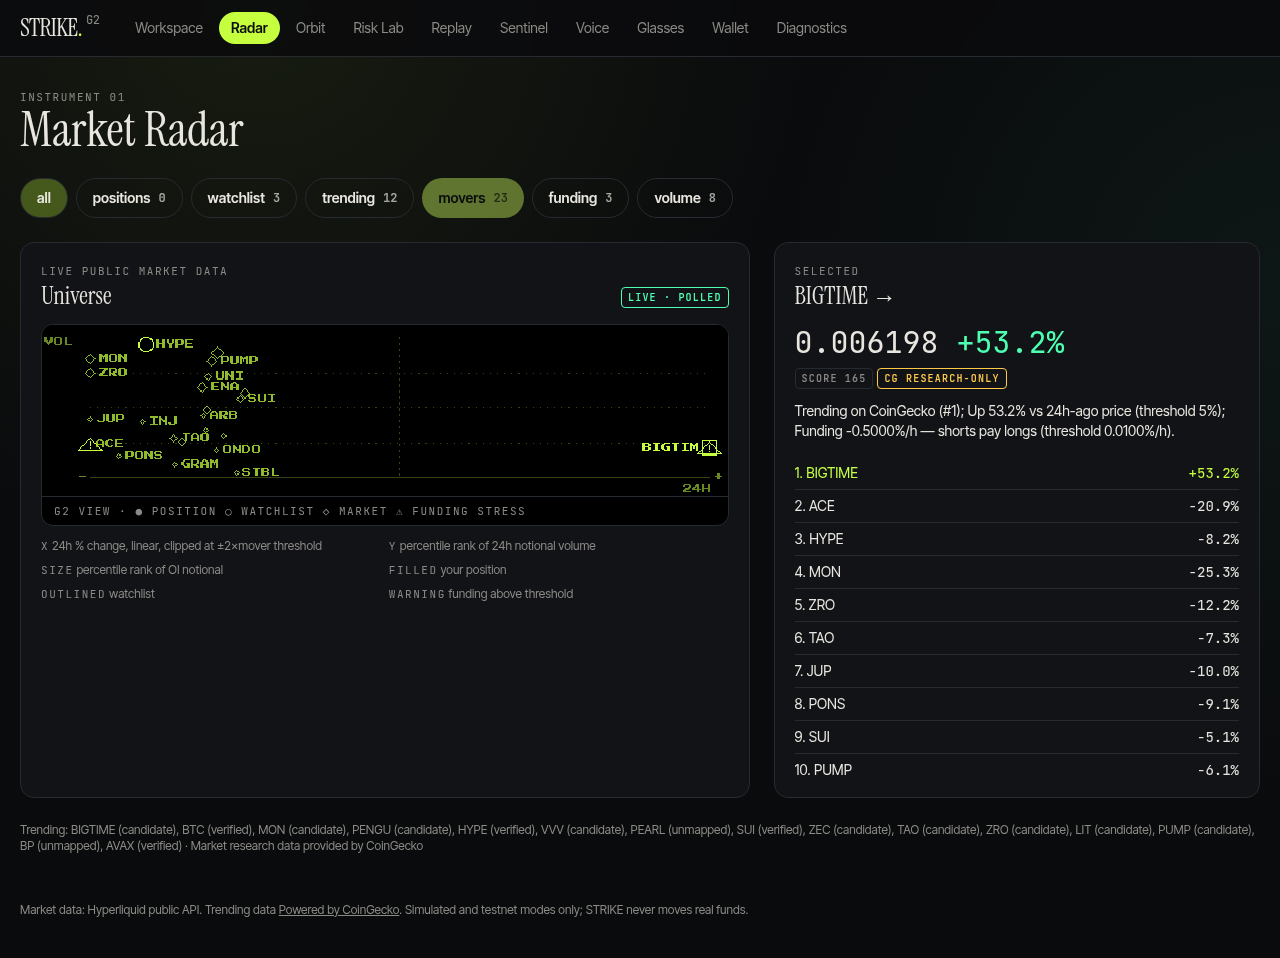 STRIKE. G2
Workspace Radar Orbit Risk Lab Replay Sentinel Voice Glasses Wallet Diagnostics
INSTRUMENT 01
Market Radar
all positions 0 watchlist 3 trending 12 movers 23 funding 3 volume 8
LIVE PUBLIC MARKET DATA
Universe
LIVE · POLLED
VOL
HYPE
MON
PUMP
ZRO
UNI
ENA
SUI
JUP
INJ
ARB
TAO
ACE
ONDO
BIGTIM
PONS
GRAM
STBL
- +
24H
G2 VIEW · ● POSITION ○ WATCHLIST ◇ MARKET ⚠ FUNDING STRESS
X 24h % change, linear, clipped at ±2×mover threshold
Y percentile rank of 24h notional volume
SIZE percentile rank of OI notional
FILLED your position
OUTLINED watchlist
WARNING funding above threshold
SELECTED
BIGTIME →
0.006198 +53.2%
SCORE 165 CG RESEARCH-ONLY
Trending on CoinGecko (#1); Up 53.2% vs 24h-ago price (threshold 5%);
Funding -0.5000%/h — shorts pay longs (threshold 0.0100%/h).
1. BIGTIME +53.2%
2. ACE -20.9%
3. HYPE -8.2%
4. MON -25.3%
5. ZRO -12.2%
6. TAO -7.3%
7. JUP -10.0%
8. PONS -9.1%
9. SUI -5.1%
10. PUMP -6.1%
Trending: BIGTIME (candidate), BTC (verified), MON (candidate), PENGU (candidate), HYPE (verified), VVV (candidate), PEARL (unmapped), SUI (verified), ZEC (candidate), TAO (candidate), ZRO (candidate), LIT (candidate), PUMP (candidate),
BP (unmapped), AVAX (verified) · Market research data provided by CoinGecko
Market data: Hyperliquid public API. Trending data Powered by CoinGecko. Simulated and testnet modes only; STRIKE never moves real funds.